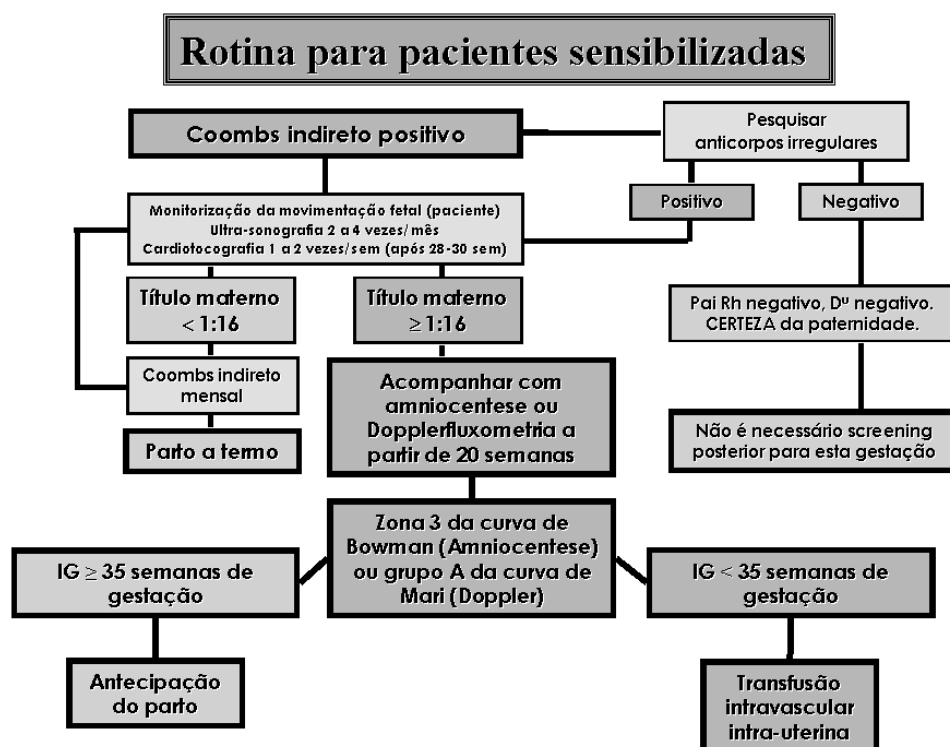 Rotina para pacientes sensibilizadas
Coombs indireto positivo
Pesquisar
anticorpos irregulares
Monitorização da movimentação fetal (paciente)
Ultra-sonografia 2 a 4 vezes/mês
Cardiotocografia 1 a 2 vezes/sem (após 28-30 sem)
Positivo
Negativo
Título materno
< 1:16
Título materno
≥ 1:16
Pai Rh negativo, Dᵘ negativo.
CERTEZA da paternidade.
Coombs indireto
mensal
Acompanhar com
amniocentese ou
Dopplerfluxometria a
partir de 20 semanas
Parto a termo
Não é necessário screening
posterior para esta gestação
Zona 3 da curva de
Bowman (Amniocentese)
ou grupo A da curva de
Mari (Doppler)
IG ≥ 35 semanas de
gestação
IG < 35 semanas de
gestação
Antecipação
do parto
Transfusão
intravascular
intra-uterina